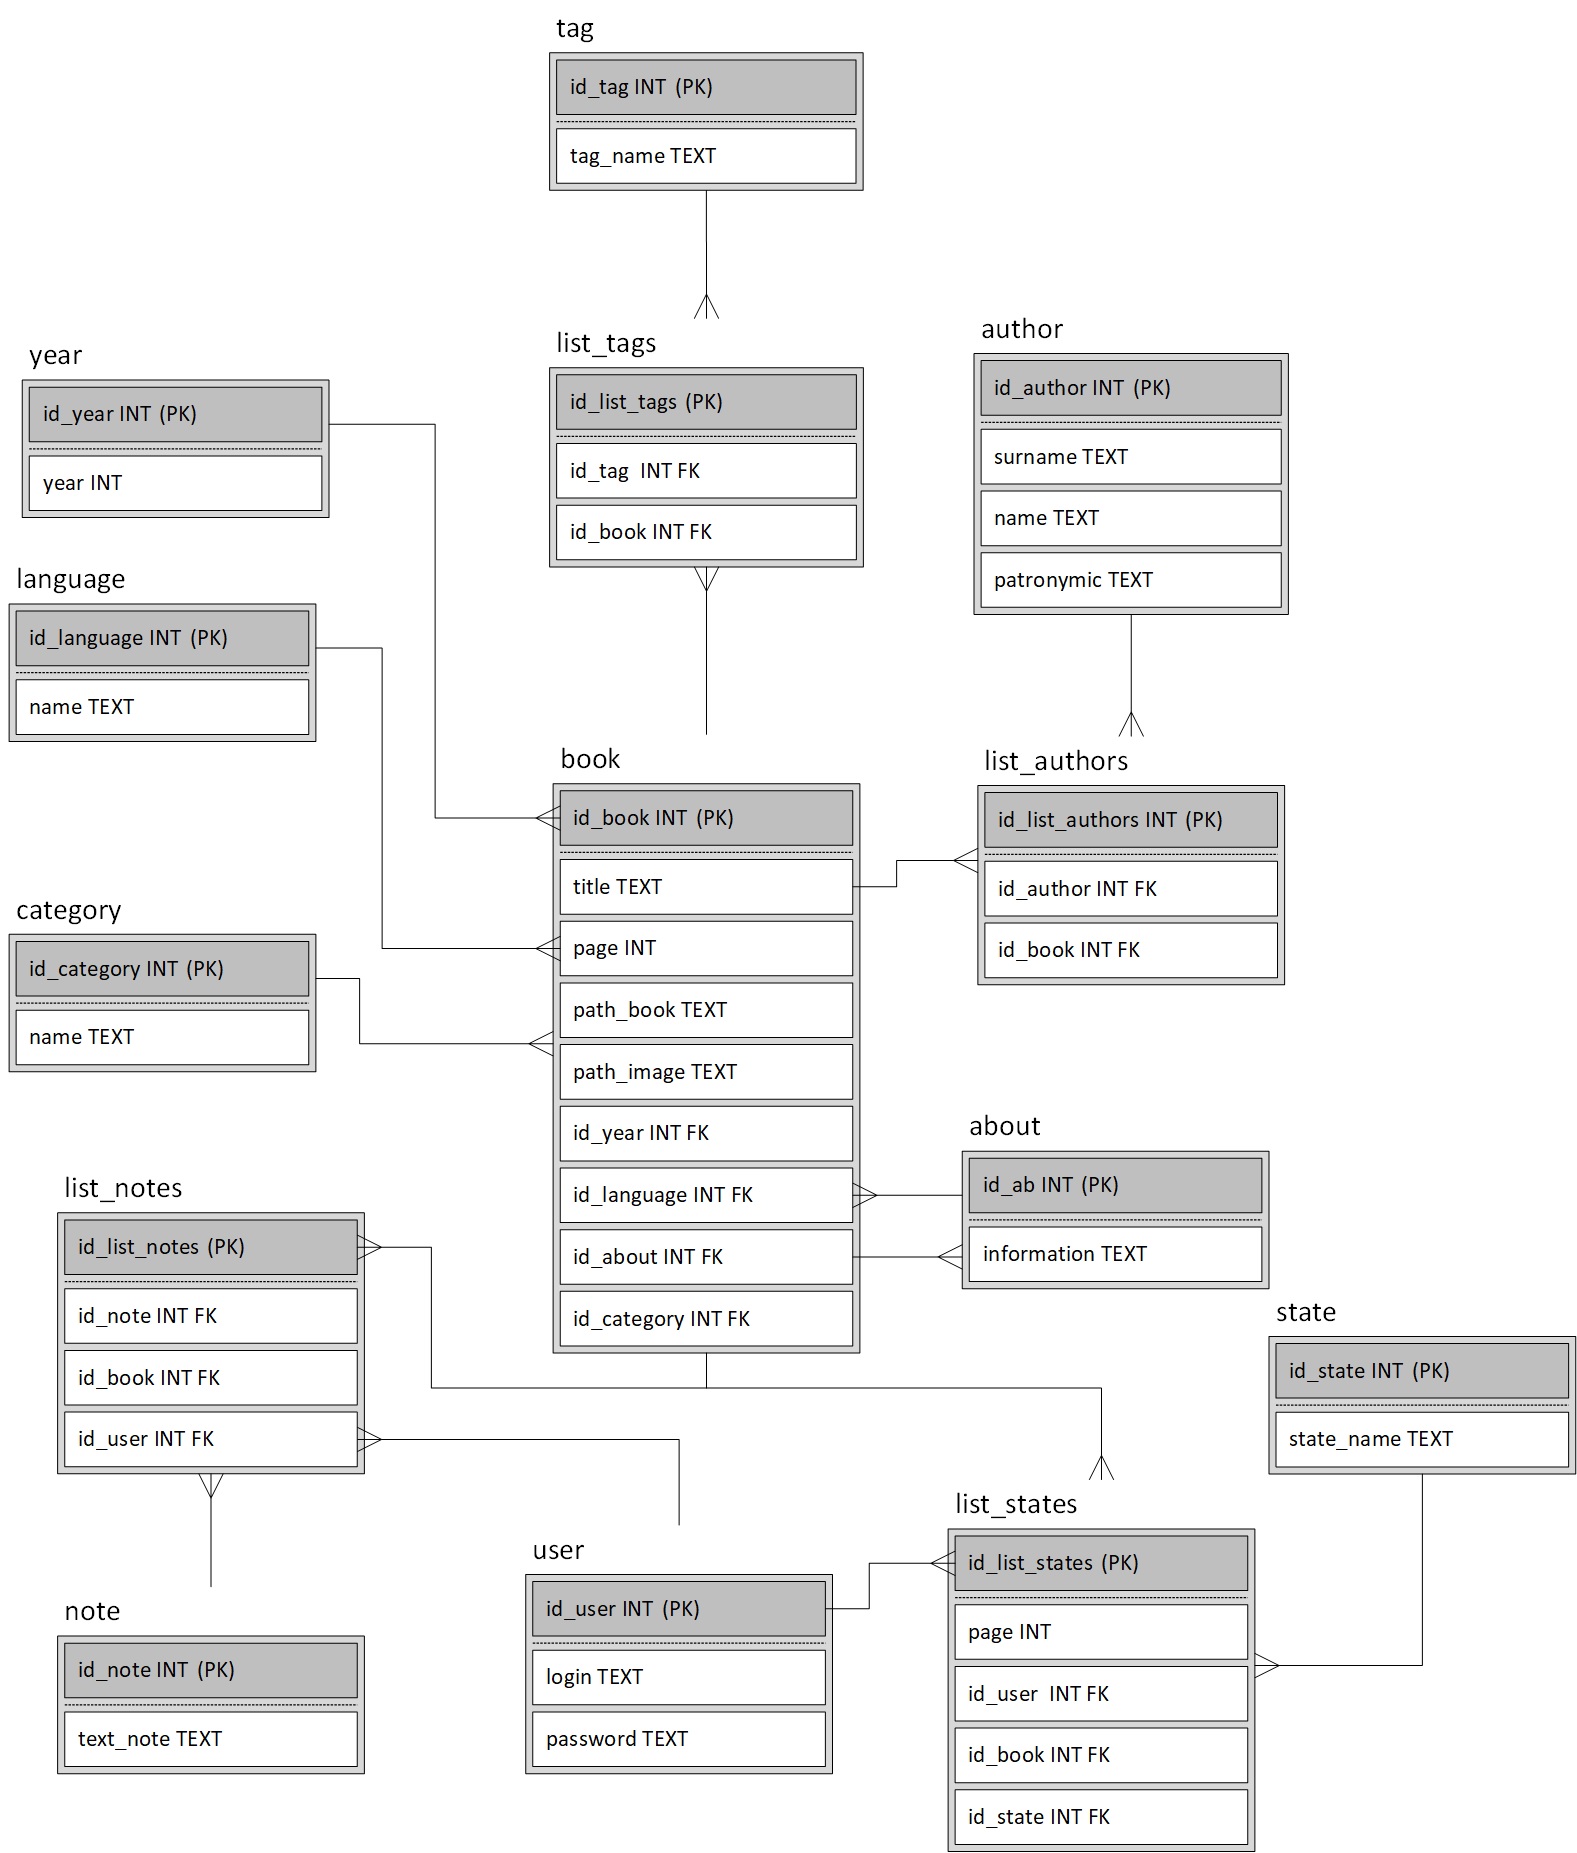 tag
id_tag INT (PK)
tag_name TEXT
list_tags
id_list_tags (PK)
id_tag  INT FK
id_book INT FK
author
id_author INT (PK)
surname TEXT
name TEXT
patronymic TEXT
year
id_year INT (PK)
year INT
language
id_language INT (PK)
name TEXT
category
id_category INT (PK)
name TEXT
book
id_book INT (PK)
title TEXT
page INT
path_book TEXT
path_image TEXT
id_year INT FK
id_language INT FK
id_about INT FK
id_category INT FK
list_authors
id_list_authors INT (PK)
id_author INT FK
id_book INT FK
about
id_ab INT (PK)
information TEXT
list_notes
id_list_notes (PK)
id_note INT FK
id_book INT FK
id_user INT FK
state
id_state INT (PK)
state_name TEXT
note
id_note INT (PK)
text_note TEXT
user
id_user INT (PK)
login TEXT
password TEXT
list_states
id_list_states (PK)
page INT
id_user  INT FK
id_book INT FK
id_state INT FK